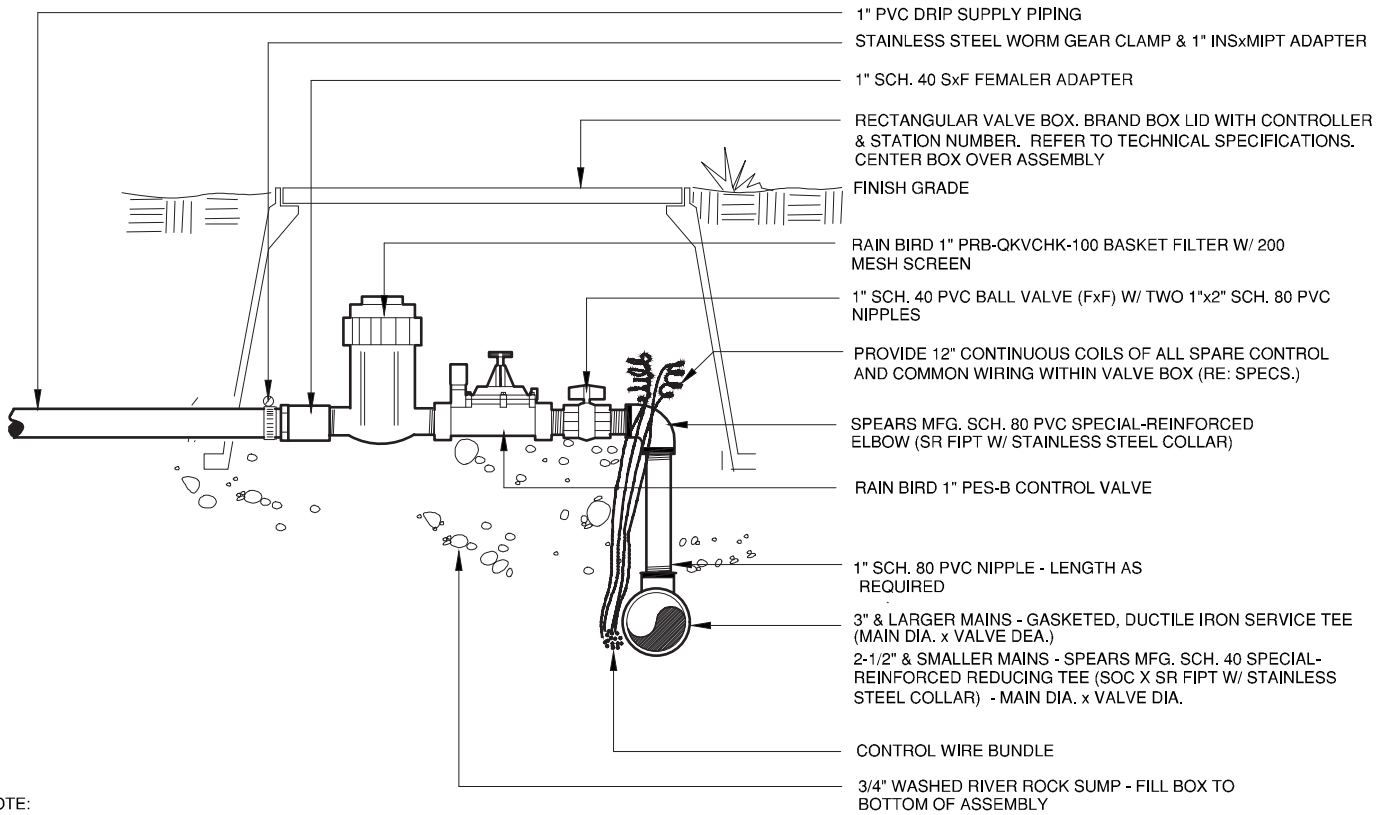 1" PVC DRIP SUPPLY PIPING
STAINLESS STEEL WORM GEAR CLAMP & 1" INSxMIPT ADAPTER
1" SCH. 40 SxF FEMALER ADAPTER
RECTANGULAR VALVE BOX. BRAND BOX LID WITH CONTROLLER
& STATION NUMBER. REFER TO TECHNICAL SPECIFICATIONS.
CENTER BOX OVER ASSEMBLY
FINISH GRADE
RAIN BIRD 1" PRB-QKVCHK-100 BASKET FILTER W/ 200
MESH SCREEN
1" SCH. 40 PVC BALL VALVE (FxF) W/ TWO 1"x2" SCH. 80 PVC
NIPPLES
PROVIDE 12" CONTINUOUS COILS OF ALL SPARE CONTROL
AND COMMON WIRING WITHIN VALVE BOX (RE: SPECS.)
SPEARS MFG. SCH. 80 PVC SPECIAL-REINFORCED
ELBOW (SR FIPT W/ STAINLESS STEEL COLLAR)
RAIN BIRD 1" PES-B CONTROL VALVE
1" SCH. 80 PVC NIPPLE - LENGTH AS
REQUIRED
3" & LARGER MAINS - GASKETED, DUCTILE IRON SERVICE TEE
(MAIN DIA. x VALVE DEA.)
2-1/2" & SMALLER MAINS - SPEARS MFG. SCH. 40 SPECIAL-
REINFORCED REDUCING TEE (SOC X SR FIPT W/ STAINLESS
STEEL COLLAR) - MAIN DIA. x VALVE DIA.
CONTROL WIRE BUNDLE
3/4" WASHED RIVER ROCK SUMP - FILL BOX TO
BOTTOM OF ASSEMBLY
OTE: